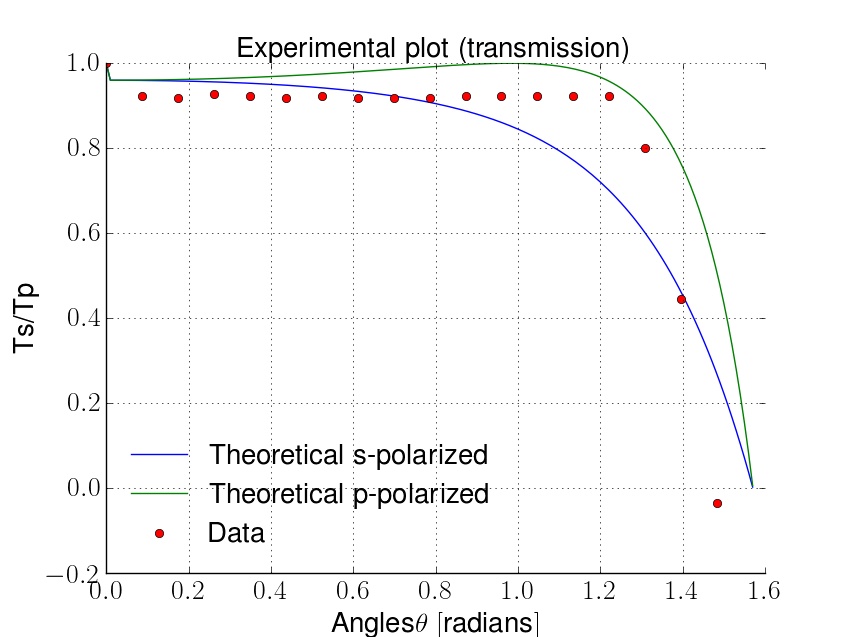 Experimental plot (transmission)
1.0
0.8
0.6
0.4
0.2
0.0
−0.2
Ts/Tp
Theoretical s-polarized
Theoretical p-polarized
Data
0.0 0.2 0.4 0.6 0.8 1.0 1.2 1.4 1.6
Anglesθ [radians]